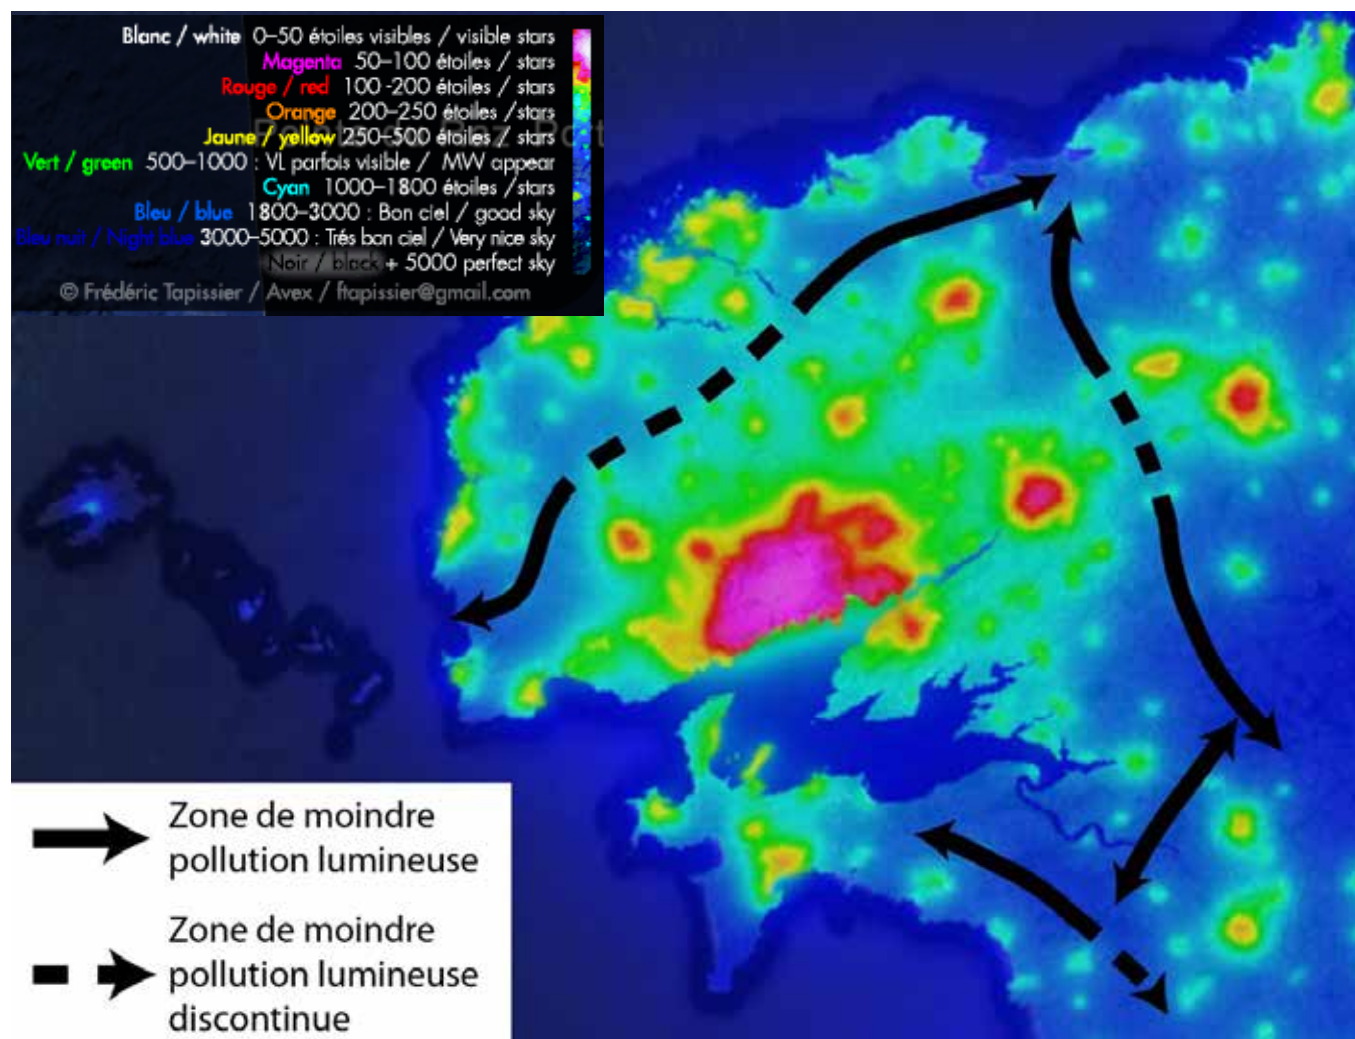 Blanc / white 0–50 étoiles visibles / visible stars
Magenta 50–100 étoiles / stars
Rouge / red 100 -200 étoiles / stars
Orange 200–250 étoiles /stars
Jaune / yellow 250–500 étoiles / stars
Vert / green 500–1000 : VL parfois visible / MW appear
Cyan 1000–1800 étoiles /stars
Bleu / blue 1800–3000 : Bon ciel / good sky
Bleu nuit / Night blue 3000–5000 : Trés bon ciel / Very nice sky
Noir / black + 5000 perfect sky
© Frédéric Tapissier / Avex / ftapissier@gmail.com
Zone de moindre
pollution lumineuse
Zone de moindre
pollution lumineuse
discontinue